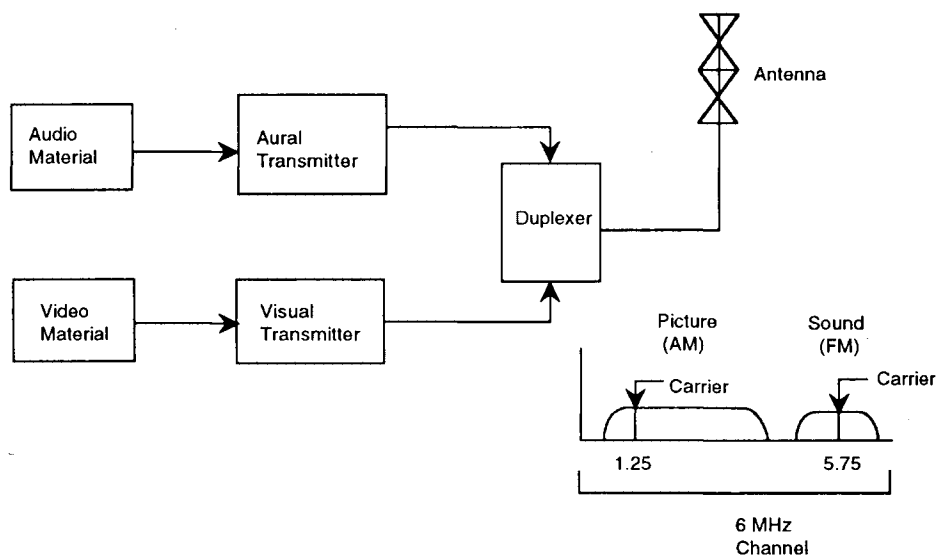 Antenna
Audio
Material
Aural
Transmitter
Duplexer
Video
Material
Visual
Transmitter
Picture
(AM)
Sound
(FM)
Carrier
Carrier
1.25
5.75
6 MHz
Channel